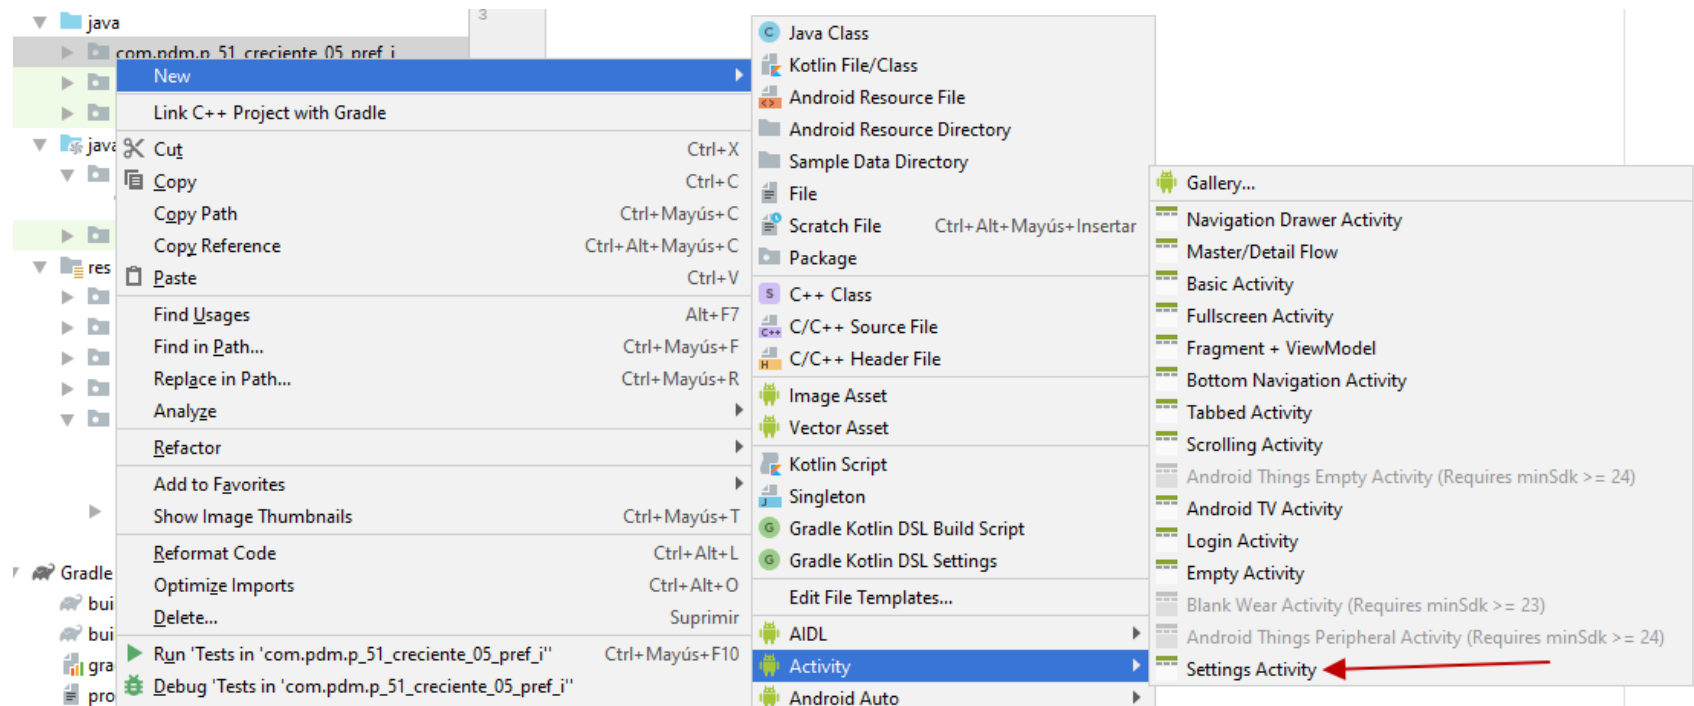 java
3
com.pdm.p_51_creciente_05_pref_i
java
res
Gradle
bui
bui
gra
pro
New
Link C++ Project with Gradle
Cut Ctrl+X
Copy Ctrl+C
Copy Path Ctrl+Mayús+C
Copy Reference Ctrl+Alt+Mayús+C
Paste Ctrl+V
Find Usages Alt+F7
Find in Path... Ctrl+Mayús+F
Replace in Path... Ctrl+Mayús+R
Analyze
Refactor
Add to Favorites
Show Image Thumbnails Ctrl+Mayús+T
Reformat Code Ctrl+Alt+L
Optimize Imports Ctrl+Alt+O
Delete... Suprimir
Run 'Tests in 'com.pdm.p_51_creciente_05_pref_i'' Ctrl+Mayús+F10
Debug 'Tests in 'com.pdm.p_51_creciente_05_pref_i''
Java Class
Kotlin File/Class
Android Resource File
Android Resource Directory
Sample Data Directory
File
Scratch File Ctrl+Alt+Mayús+Insertar
Package
C++ Class
C/C++ Source File
C/C++ Header File
Image Asset
Vector Asset
Kotlin Script
Singleton
Gradle Kotlin DSL Build Script
Gradle Kotlin DSL Settings
Edit File Templates...
AIDL
Activity
Android Auto
Gallery...
Navigation Drawer Activity
Master/Detail Flow
Basic Activity
Fullscreen Activity
Fragment + ViewModel
Bottom Navigation Activity
Tabbed Activity
Scrolling Activity
Android Things Empty Activity (Requires minSdk >= 24)
Android TV Activity
Login Activity
Empty Activity
Blank Wear Activity (Requires minSdk >= 23)
Android Things Peripheral Activity (Requires minSdk >= 24)
Settings Activity